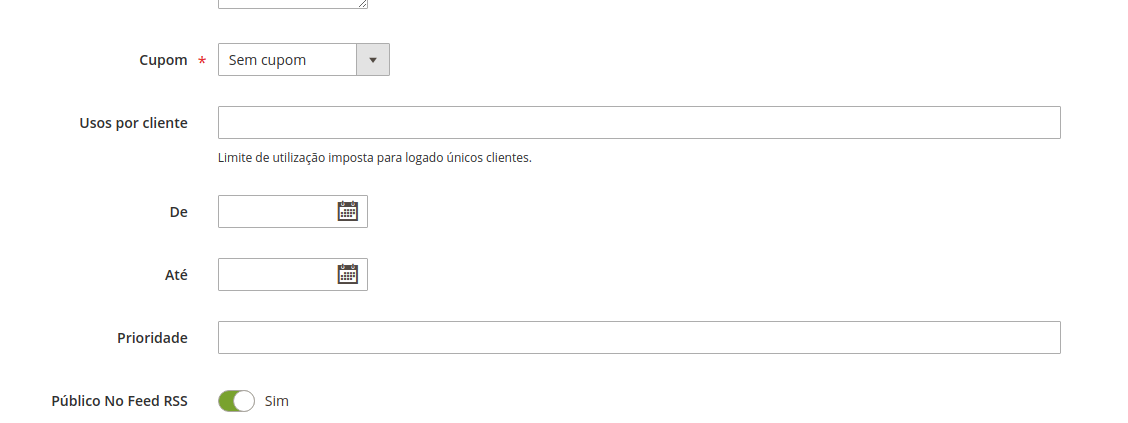 Cupom * Sem cupom
Usos por cliente
Limite de utilização imposta para logado únicos clientes.
De
Até
Prioridade
Público No Feed RSS Sim